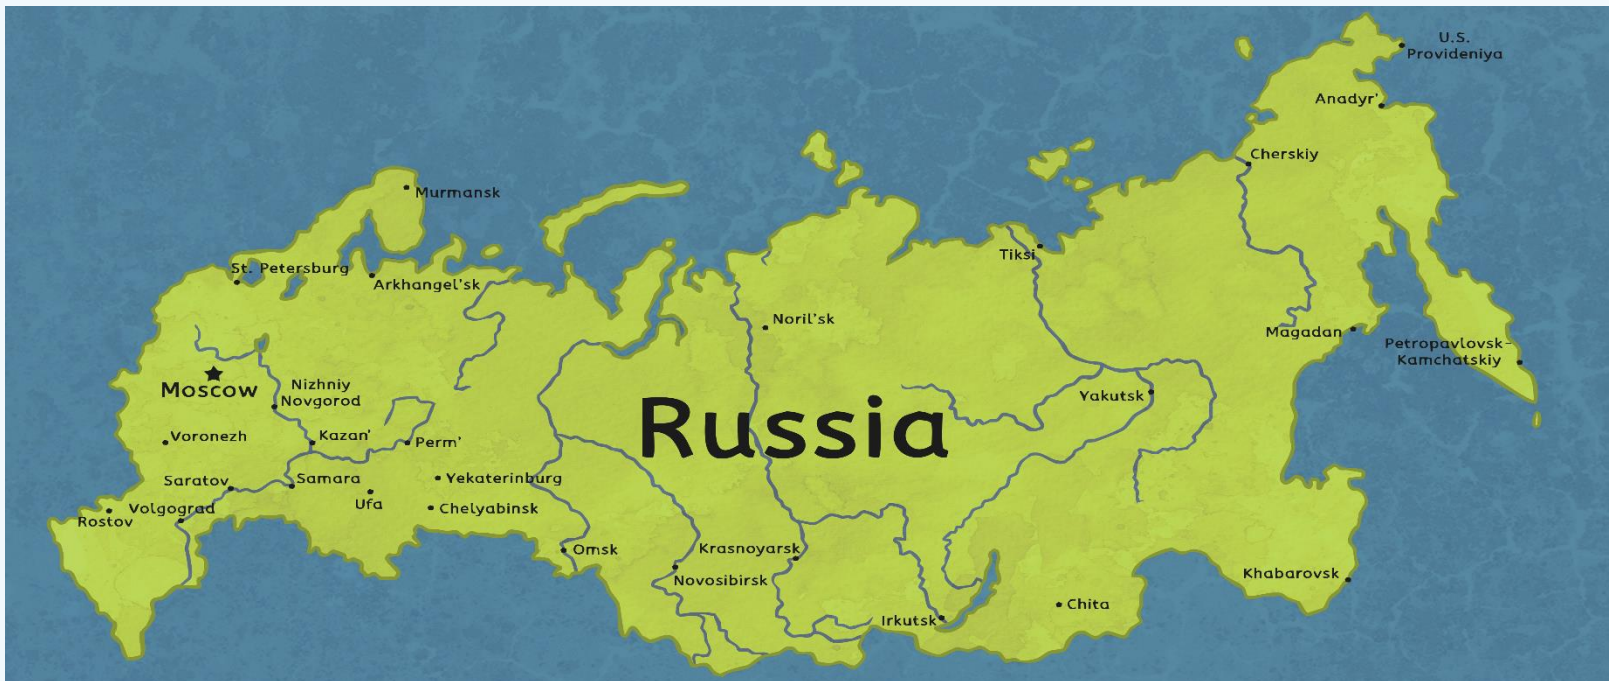 U.S.
Provideniya
Anadyr'
Cherskiy
Murmansk
Tiksi
St. Petersburg
Arkhangel'sk
Noril'sk
Magadan
Petropavlovsk-
Kamchatskiy
Moscow
Nizhniy
Novgorod
Yakutsk
Russia
Voronezh
Kazan'
Perm'
Saratov
Samara
Yekaterinburg
Ufa
Volgograd
Rostov
Chelyabinsk
Omsk
Krasnoyarsk
Novosibirsk
Khabarovsk
Chita
Irkutsk